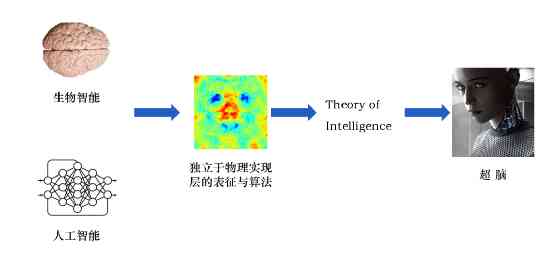 生物智能
人工智能
独立于物理实现
层的表征与算法
Theory of
Intelligence
超 脑